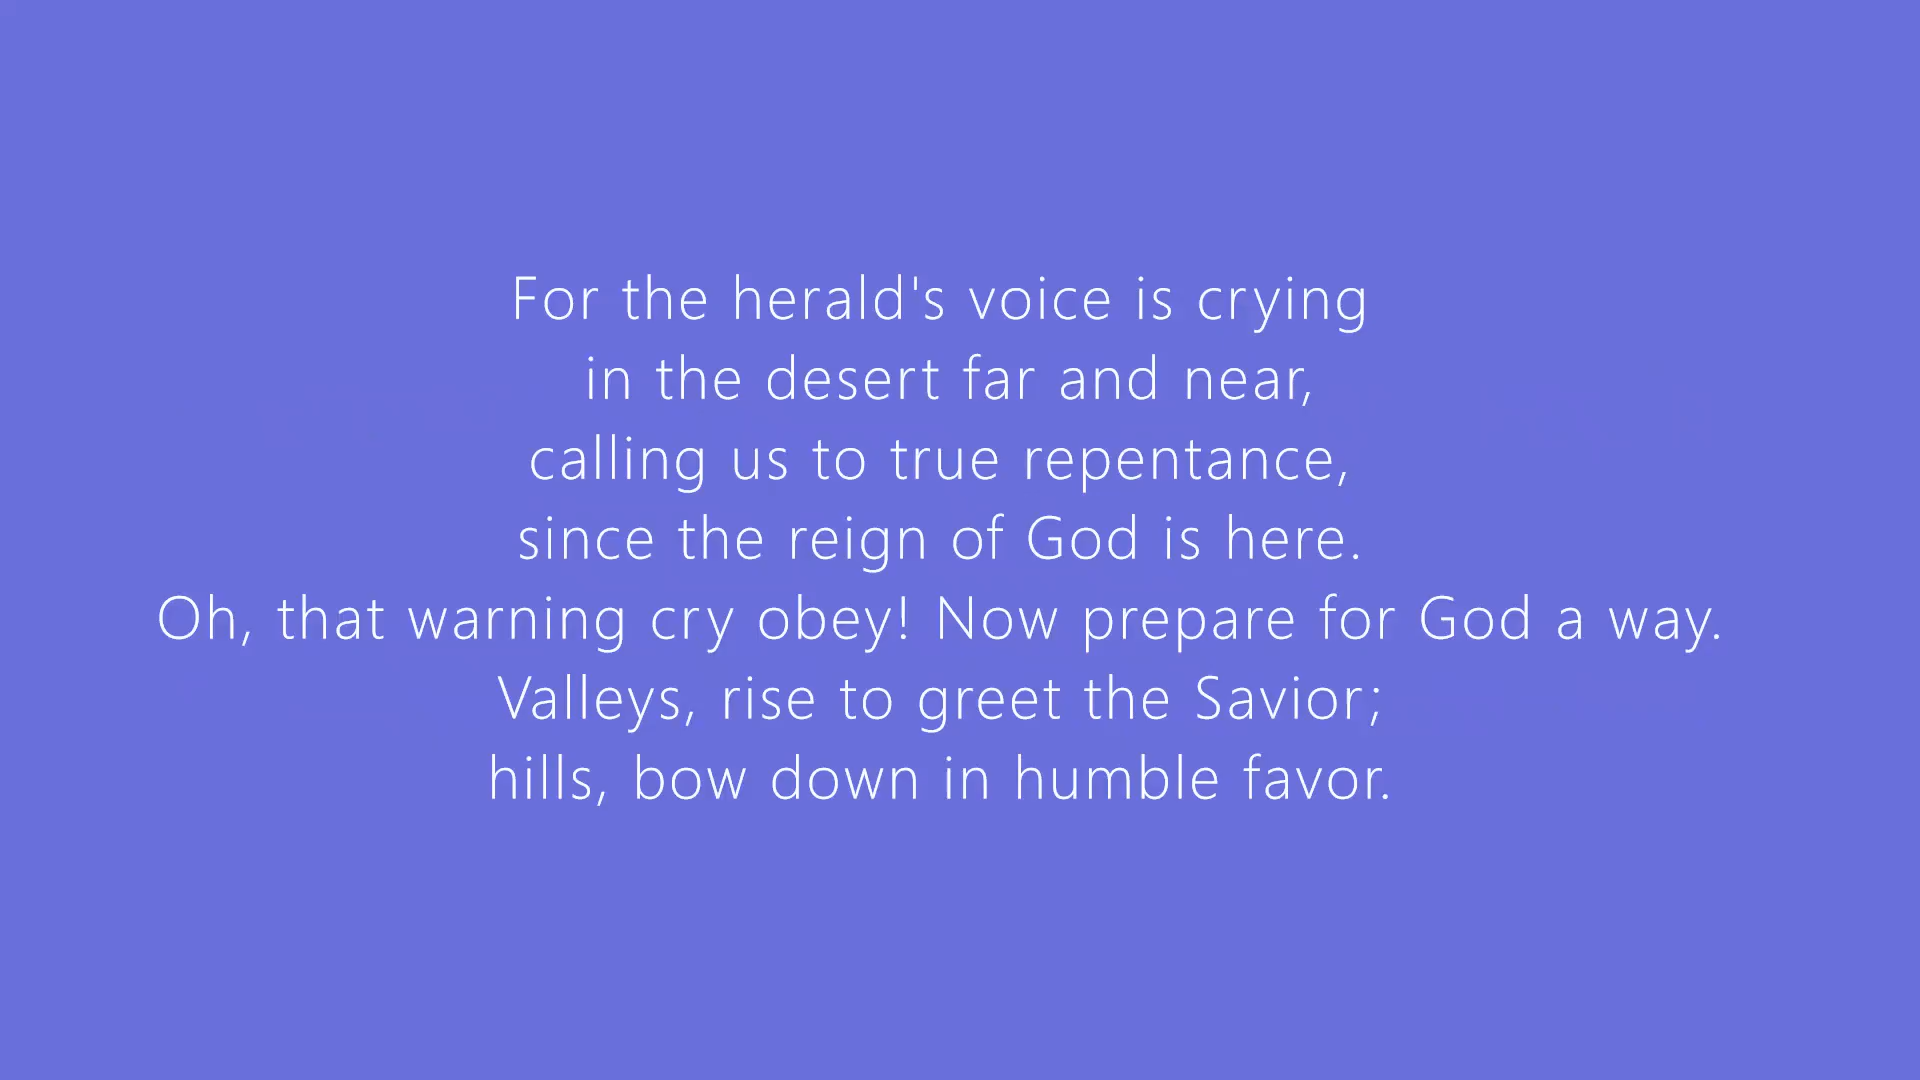 For the herald's voice is crying
in the desert far and near,
calling us to true repentance,
since the reign of God is here.
Oh, that warning cry obey! Now prepare for God a way.
Valleys, rise to greet the Savior;
hills, bow down in humble favor.